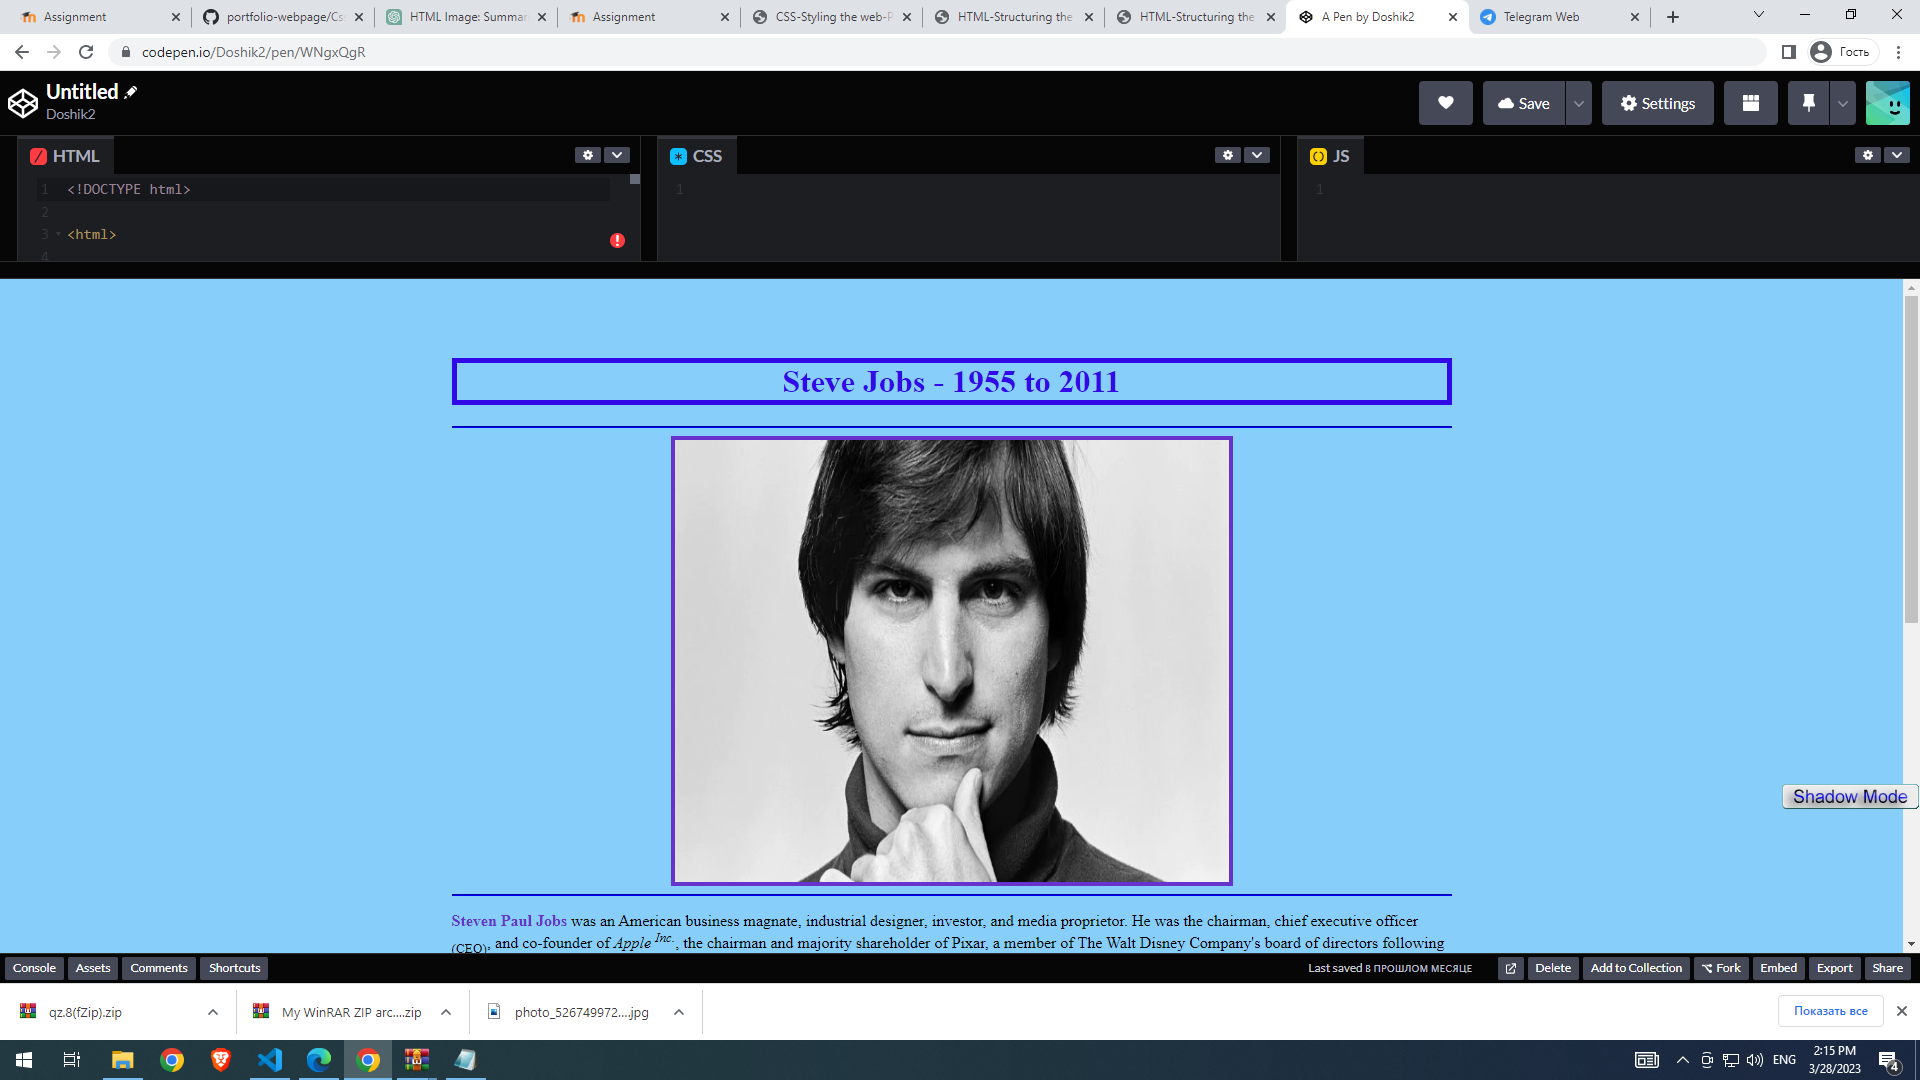 Assignment
portfolio-webpage/Cs
HTML Image: Summar
Assignment
CSS-Styling the web-P
HTML-Structuring the
HTML-Structuring the
A Pen by Doshik2
Telegram Web
codepen.io/Doshik2/pen/WNgxQgR
Гость
Untitled
Doshik2
Save
Settings
HTML
CSS
JS
1 <!DOCTYPE html>
2
3 <html>
4
1
1
Steve Jobs - 1955 to 2011
Shadow Mode
Steven Paul Jobs was an American business magnate, industrial designer, investor, and media proprietor. He was the chairman, chief executive officer
(CEO), and co-founder of Apple Inc., the chairman and majority shareholder of Pixar, a member of The Walt Disney Company's board of directors following
Console
Assets
Comments
Shortcuts
Last saved в прошлом месяце
Delete
Add to Collection
Fork
Embed
Export
Share
qz.8(fZip).zip
My WinRAR ZIP arc....zip
photo_526749972....jpg
Показать все
ENG
2:15 PM
3/28/2023
4